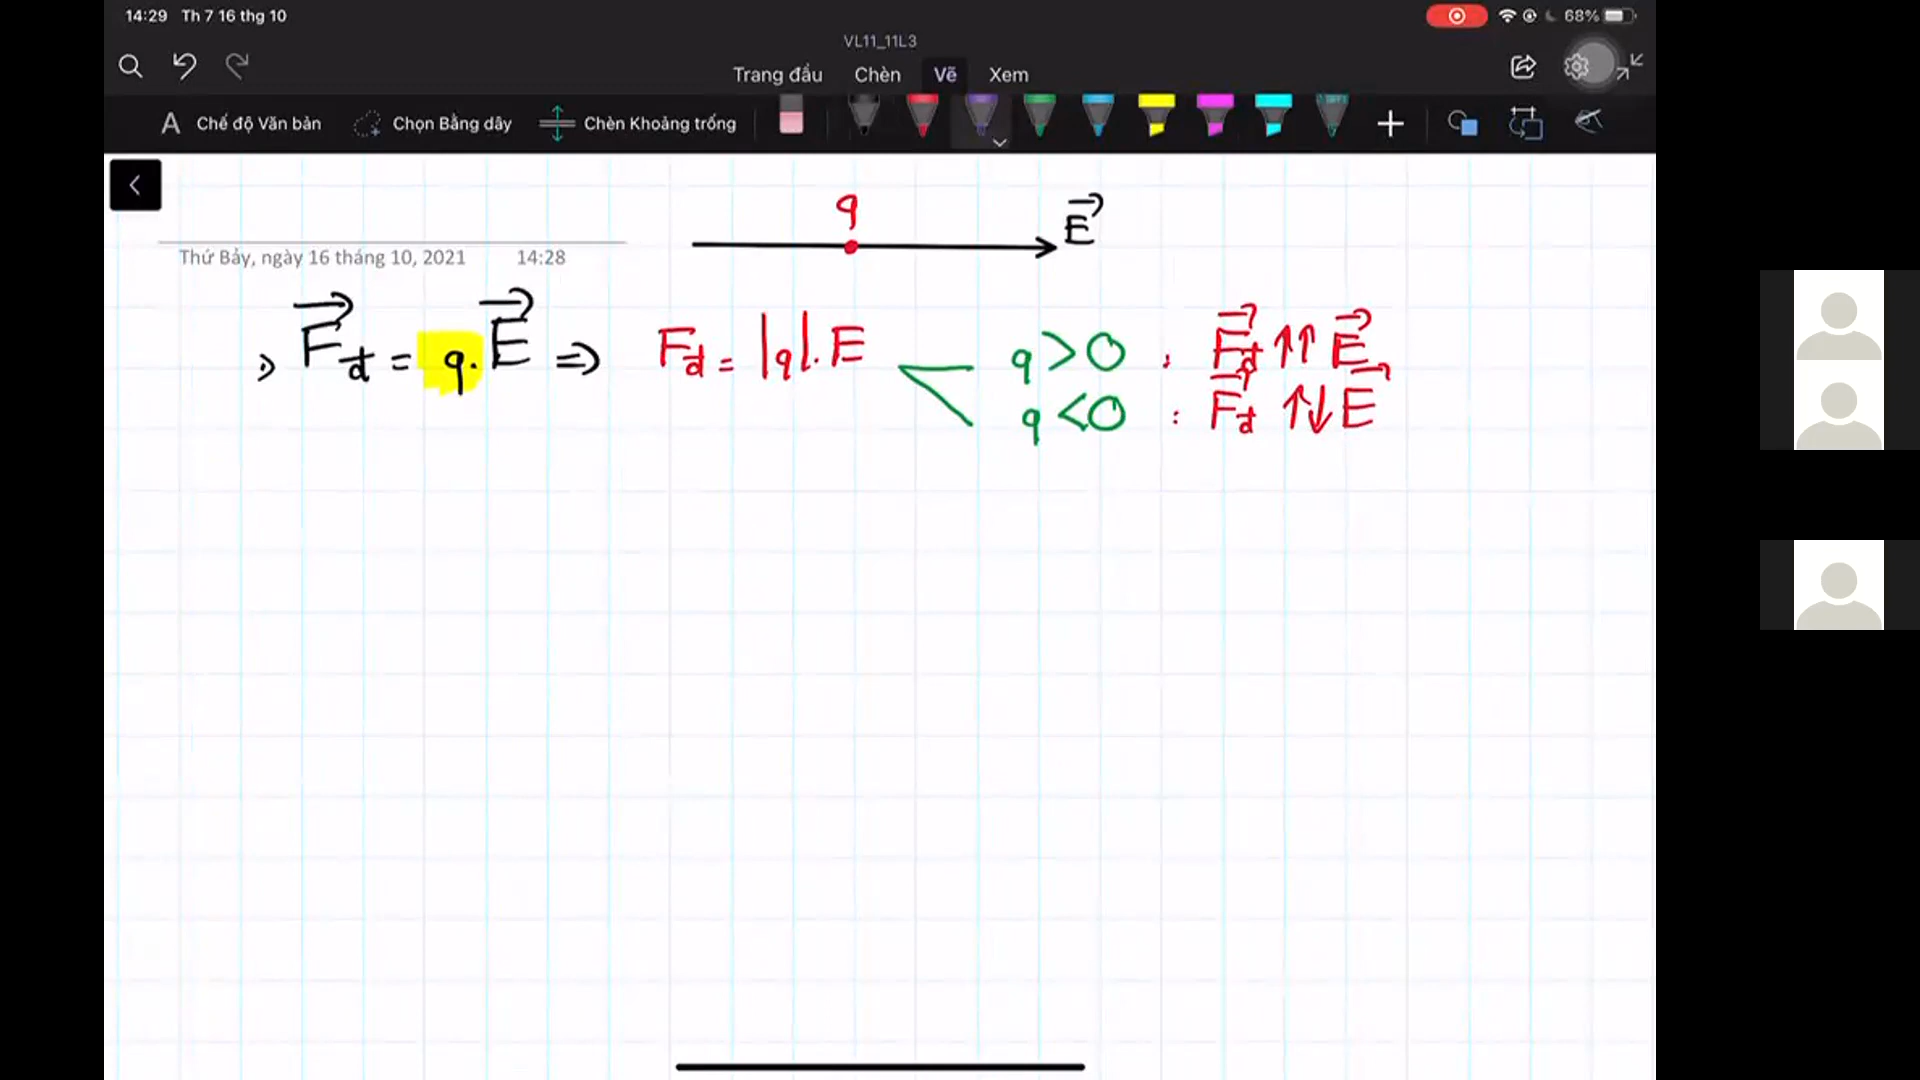 14:29 Th 7 16 thg 10 68%
VL11_11L3
Trang đầu Chèn Vẽ Xem
A Chế độ Văn bản Chọn Bằng dây Chèn Khoảng trống
q
E⃗
Thứ Bảy, ngày 16 tháng 10, 2021 14:28
F⃗đ = q.E⃗ => Fđ = |q|.E
q > 0 : F⃗đ ↑↑ E⃗
q < 0 : F⃗đ ↑↓ E⃗